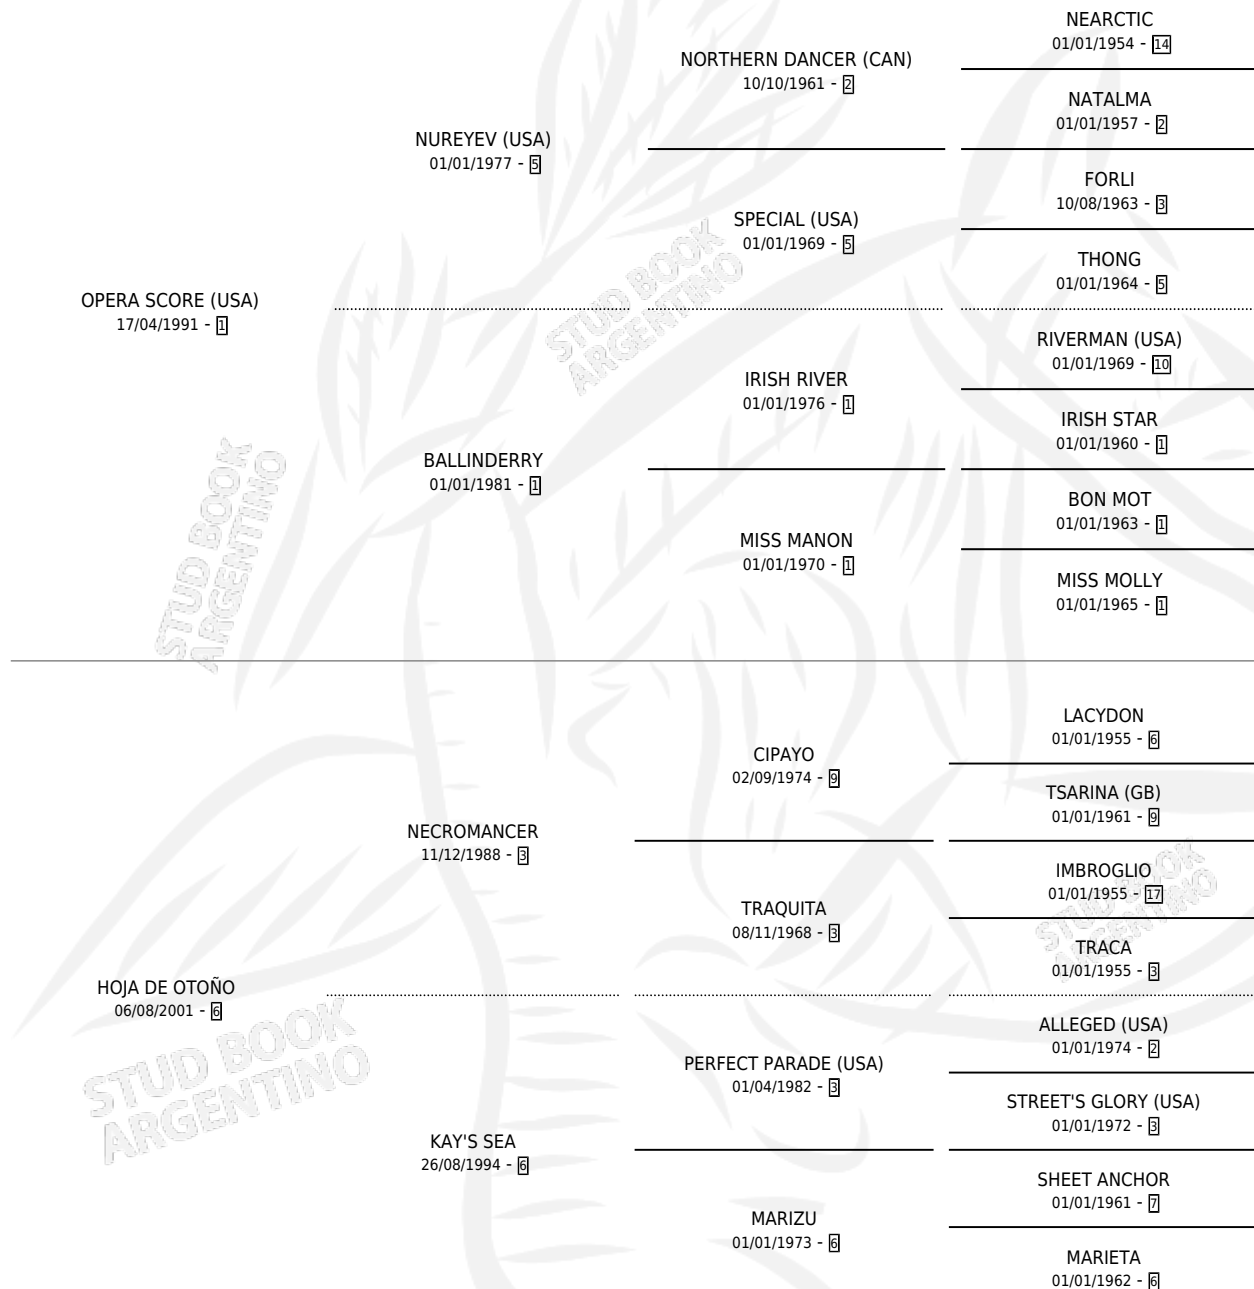 NEARCTIC
01/01/1954 - 14
NORTHERN DANCER (CAN)
10/10/1961 - 2
NATALMA
01/01/1957 - 2
NUREYEV (USA)
01/01/1977 - 5
FORLI
10/08/1963 - 3
SPECIAL (USA)
01/01/1969 - 5
THONG
01/01/1964 - 5
OPERA SCORE (USA)
17/04/1991 - 1
RIVERMAN (USA)
01/01/1969 - 10
IRISH RIVER
01/01/1976 - 1
IRISH STAR
01/01/1960 - 1
BALLINDERRY
01/01/1981 - 1
BON MOT
01/01/1963 - 1
MISS MANON
01/01/1970 - 1
MISS MOLLY
01/01/1965 - 1
STUD BOOK
ARGENTINO
STUD BOOK
ARGENTINO
LACYDON
01/01/1955 - 6
CIPAYO
02/09/1974 - 9
TSARINA (GB)
01/01/1961 - 9
NECROMANCER
11/12/1988 - 3
IMBROGLIO
01/01/1955 - 17
TRAQUITA
08/11/1968 - 3
TRACA
01/01/1955 - 3
HOJA DE OTOÑO
06/08/2001 - 6
ALLEGED (USA)
01/01/1974 - 2
PERFECT PARADE (USA)
01/04/1982 - 3
STREET'S GLORY (USA)
01/01/1972 - 3
KAY'S SEA
26/08/1994 - 6
SHEET ANCHOR
01/01/1961 - 7
MARIZU
01/01/1973 - 6
MARIETA
01/01/1962 - 6
STUD BOOK
ARGENTINO
STUD BOOK
ARGENTINO